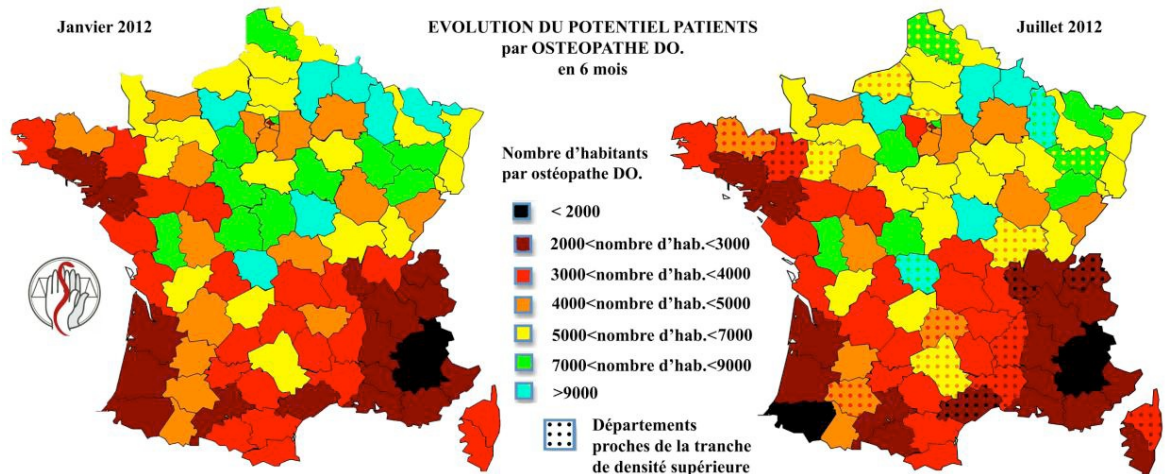 Janvier 2012
EVOLUTION DU POTENTIEL PATIENTS
par OSTEOPATHE DO.
en 6 mois
Juillet 2012
Nombre d'habitants
par ostéopathe DO.
< 2000
2000<nombre d'hab.<3000
3000<nombre d'hab.<4000
4000<nombre d'hab.<5000
5000<nombre d'hab.<7000
7000<nombre d'hab.<9000
>9000
Départements
proches de la tranche
de densité supérieure